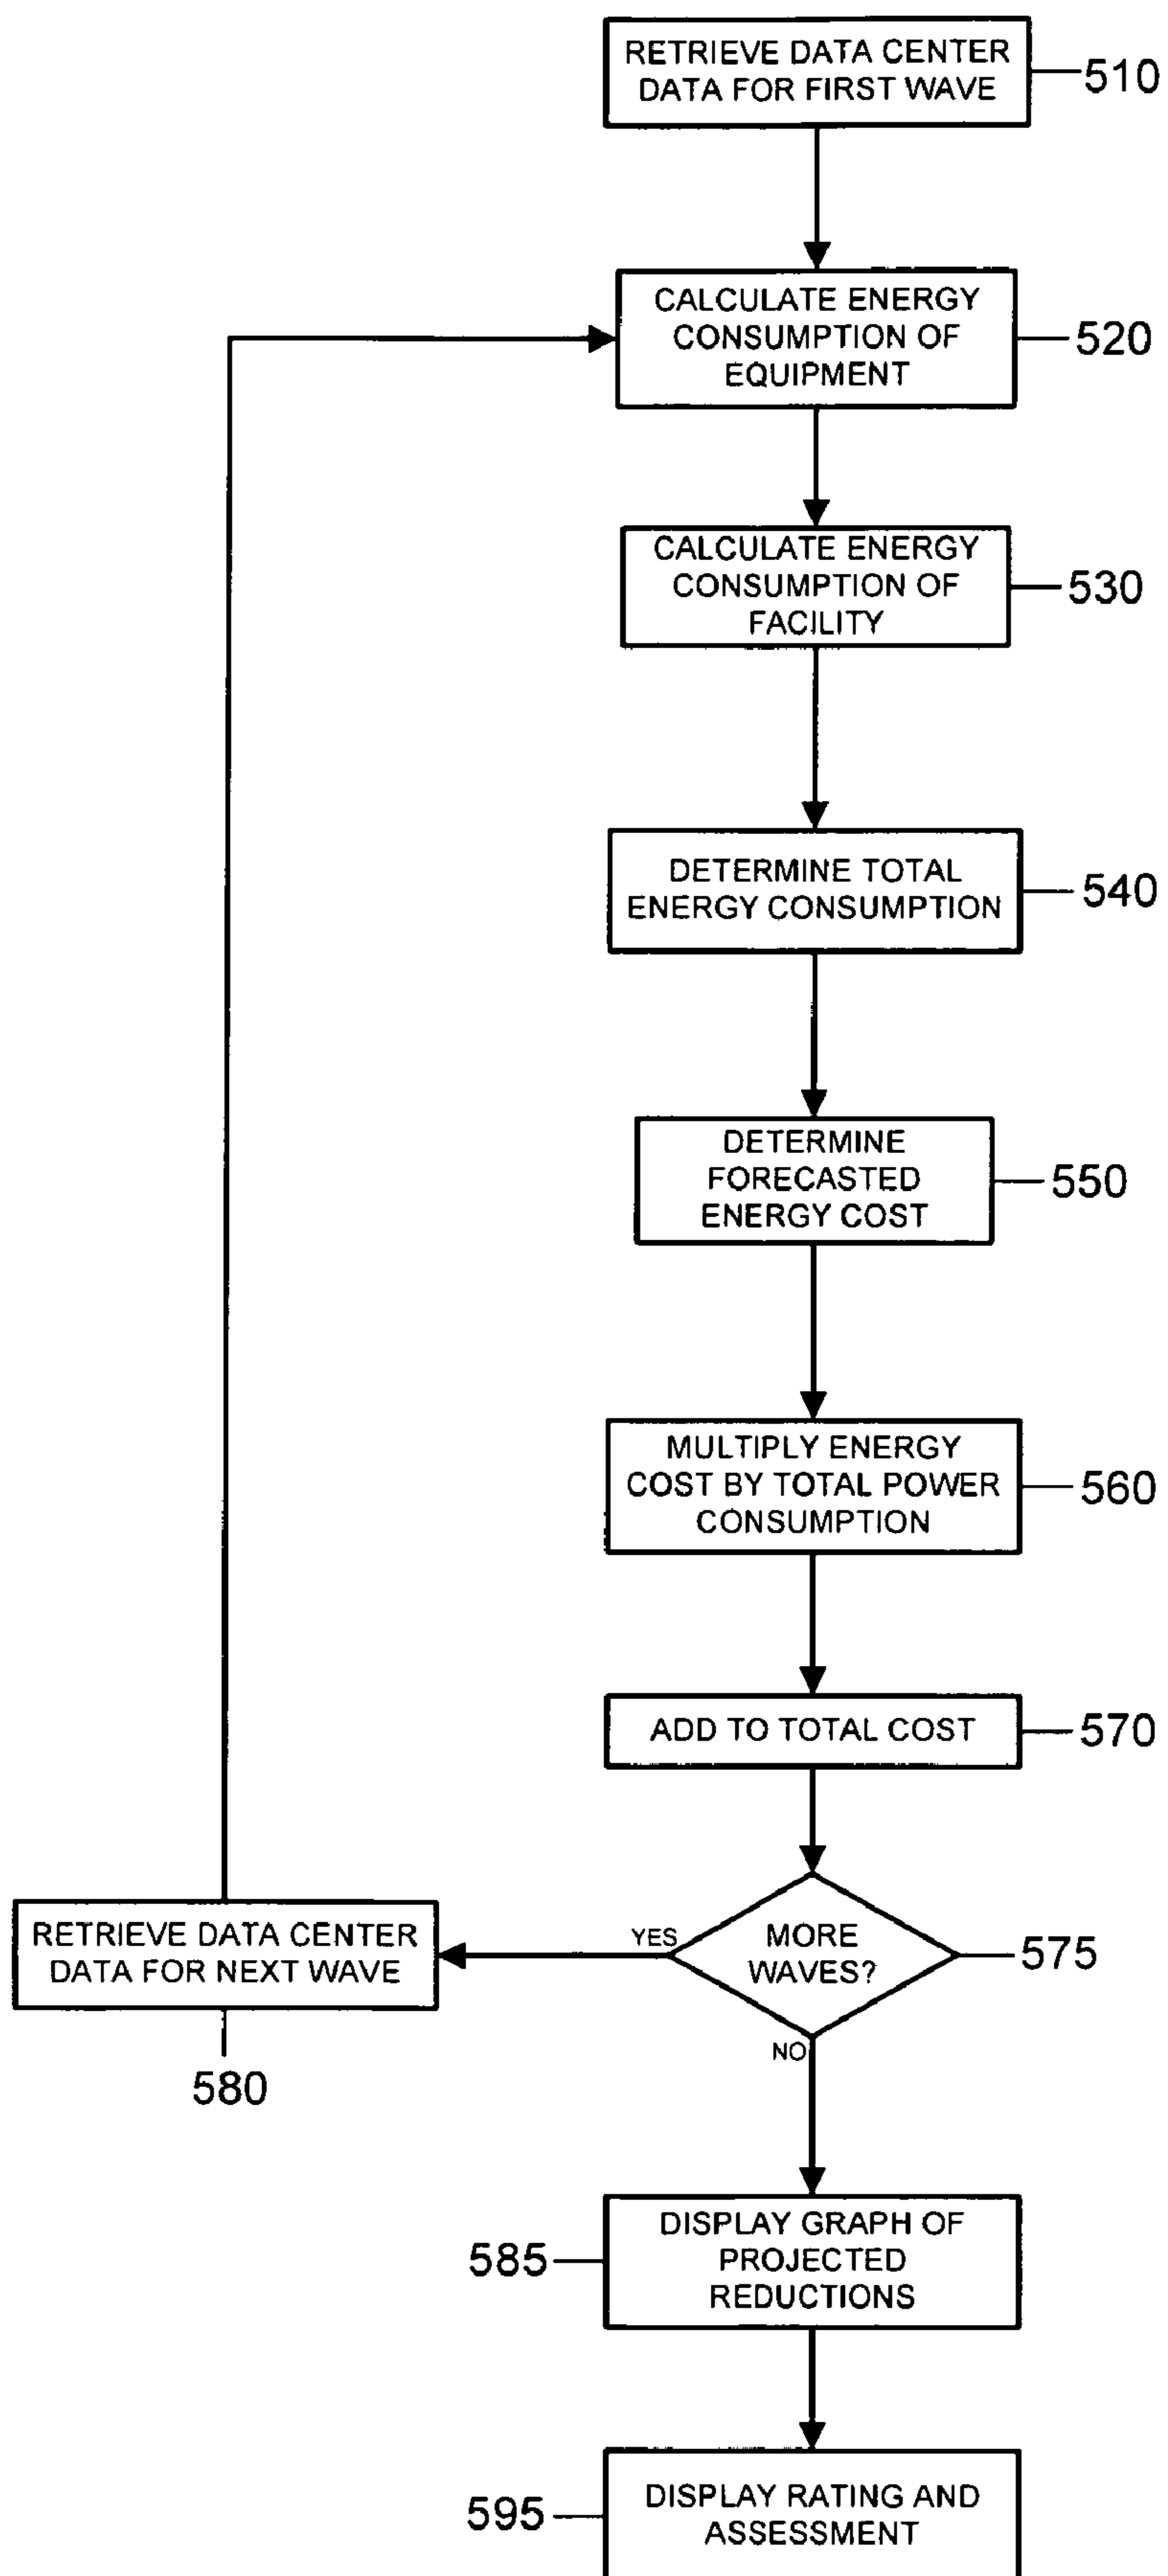 RETRIEVE DATA CENTER
DATA FOR FIRST WAVE
510
CALCULATE ENERGY
CONSUMPTION OF
EQUIPMENT
520
CALCULATE ENERGY
CONSUMPTION OF
FACILITY
530
DETERMINE TOTAL
ENERGY CONSUMPTION
540
DETERMINE
FORECASTED
ENERGY COST
550
MULTIPLY ENERGY
COST BY TOTAL POWER
CONSUMPTION
560
ADD TO TOTAL COST
570
MORE
WAVES?
575
YES
NO
RETRIEVE DATA CENTER
DATA FOR NEXT WAVE
580
DISPLAY GRAPH OF
PROJECTED
REDUCTIONS
585
DISPLAY RATING AND
ASSESSMENT
595